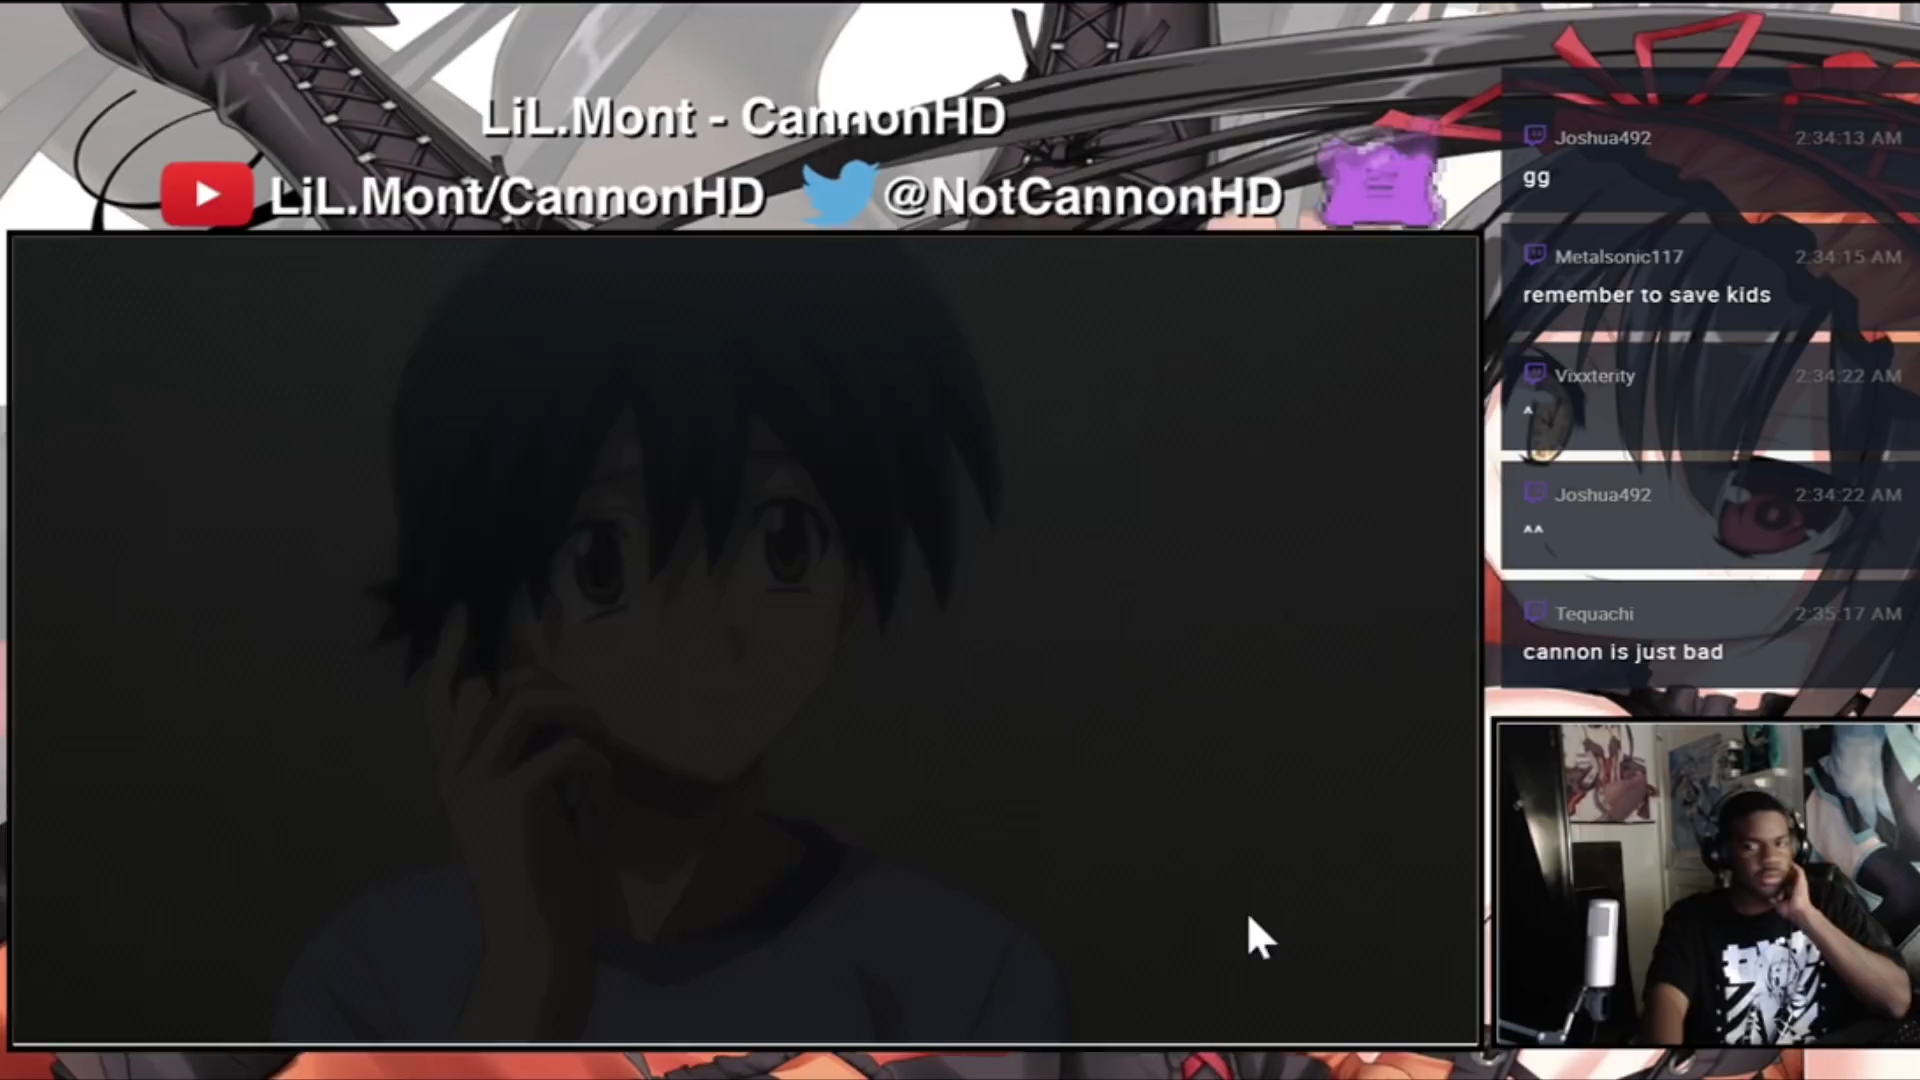 LiL.Mont - CannonHD
LiL.Mont/CannonHD @NotCannonHD
Joshua492 2:34:13 AM
gg
Metalsonic117 2:34:15 AM
remember to save kids
Vixxterity 2:34:22 AM
^
Joshua492 2:34:22 AM
^^
Tequachi 2:35:17 AM
cannon is just bad